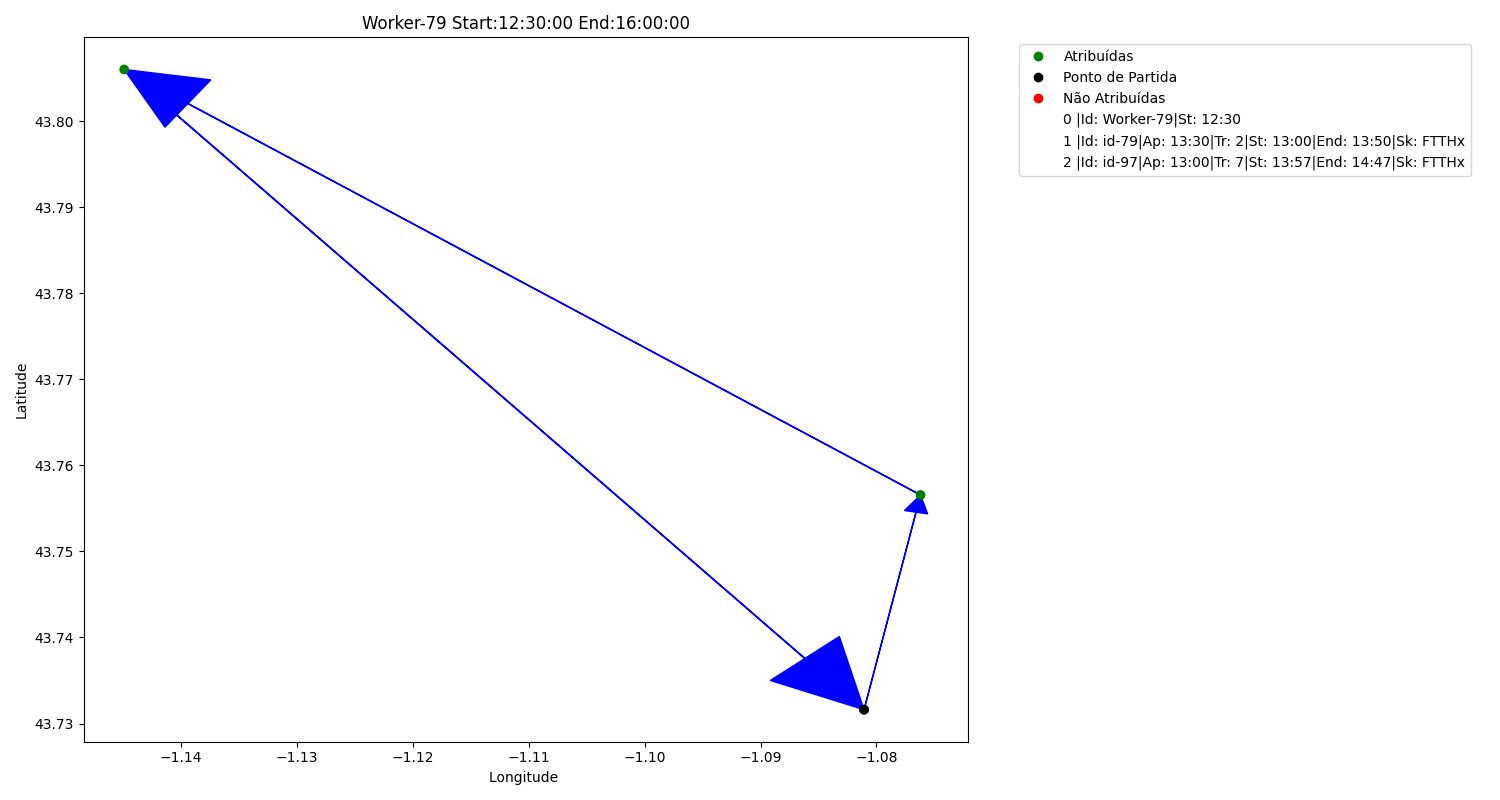 Worker-79 Start:12:30:00 End:16:00:00
Atribuídas
Ponto de Partida
Não Atribuídas
0 |Id: Worker-79|St: 12:30
1 |Id: id-79|Ap: 13:30|Tr: 2|St: 13:00|End: 13:50|Sk: FTTHx
2 |Id: id-97|Ap: 13:00|Tr: 7|St: 13:57|End: 14:47|Sk: FTTHx
Latitude
43.80
43.79
43.78
43.77
43.76
43.75
43.74
43.73
−1.14 −1.13 −1.12 −1.11 −1.10 −1.09 −1.08
Longitude